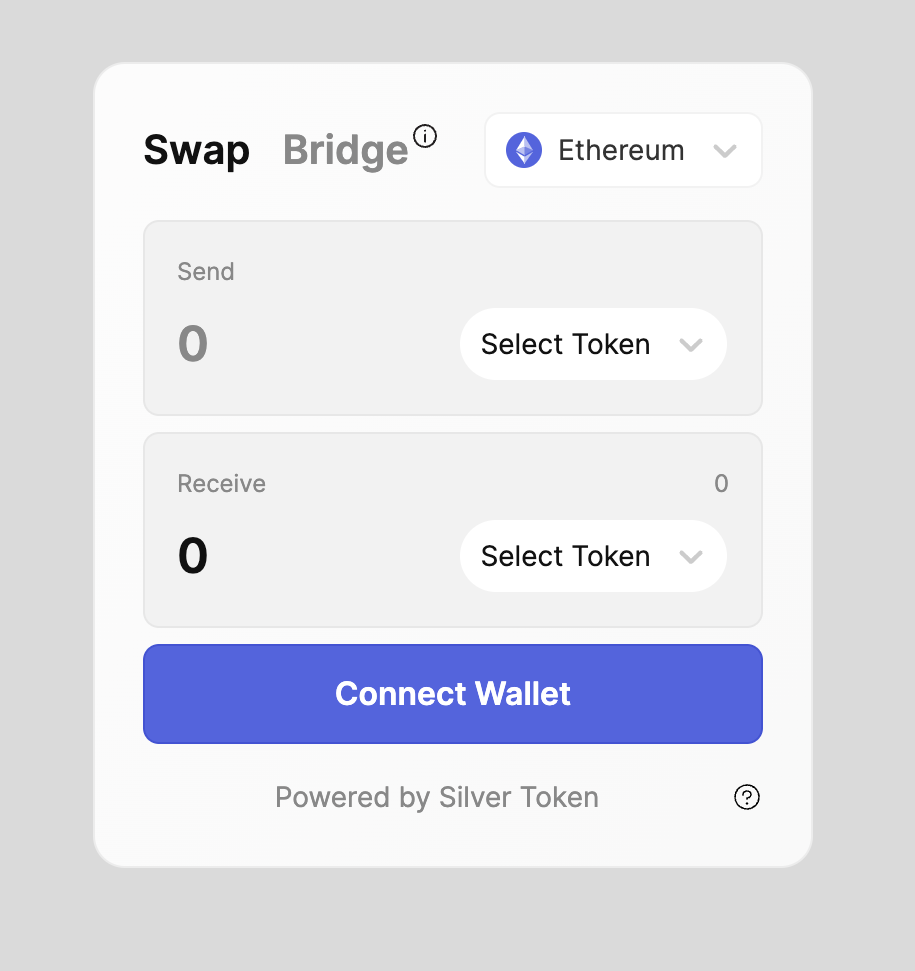 Swap Bridge Ethereum
Send
0 Select Token
Receive 0
0 Select Token
Connect Wallet
Powered by Silver Token